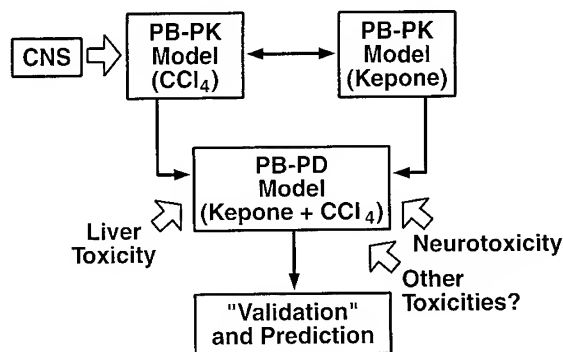 CNS
PB-PK
Model
(CCl4)
PB-PK
Model
(Kepone)
PB-PD
Model
(Kepone + CCl4)
Liver
Toxicity
Neurotoxicity
Other
Toxicities?
"Validation"
and Prediction